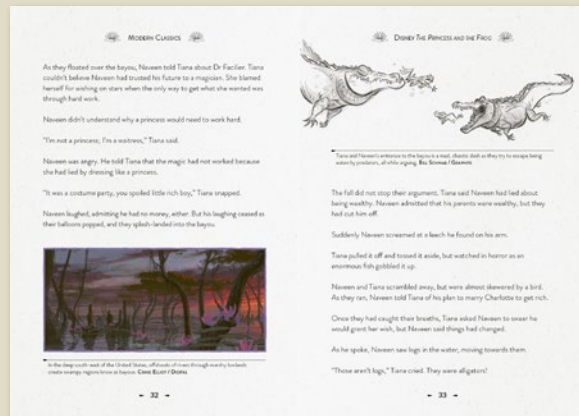 MODERN CLASSICS
As they floated over the bayou, Naveen told Tiana about Dr Facilier. Tiana
couldn't believe Naveen had trusted his future to a magician. She blamed
herself for wishing on stars when the only way to get what she wanted was
through hard work.
Naveen didn't understand why a princess would need to work hard.
"I'm not a princess; I'm a waitress," Tiana said.
Naveen was angry. He told Tiana that the magic had not worked because
she had lied by dressing like a princess.
"It was a costume party, you spoiled little rich boy," Tiana snapped.
Naveen laughed, admitting he had no money, either. But his laughing ceased as
their balloons popped, and they splash-landed into the bayou.
In the deep south-east of the United States, offshoots of rivers through marshy lowlands
create swampy regions know as bayous. CRAIG ELLIOTT / DIGITAL
32
DISNEY THE PRINCESS AND THE FROG
Tiana and Naveen's entrance to the bayou is a mad, chaotic dash as they try to escape being
eaten by predators, all while arguing. BILL SCHWAB / GRAPHITE
The fall did not stop their argument. Tiana said Naveen had lied about
being wealthy. Naveen admitted that his parents were wealthy, but they
had cut him off.
Suddenly Naveen screamed at a leech he found on his arm.
Tiana pulled it off and tossed it aside, but watched in horror as an
enormous fish gobbled it up.
Naveen and Tiana scrambled away, but were almost skewered by a bird.
As they ran, Naveen told Tiana of his plan to marry Charlotte to get rich.
Once they had caught their breaths, Tiana asked Naveen to swear he
would grant her wish, but Naveen said things had changed.
As he spoke, Naveen saw logs in the water, moving towards them.
"Those aren't logs," Tiana cried. They were alligators!
33